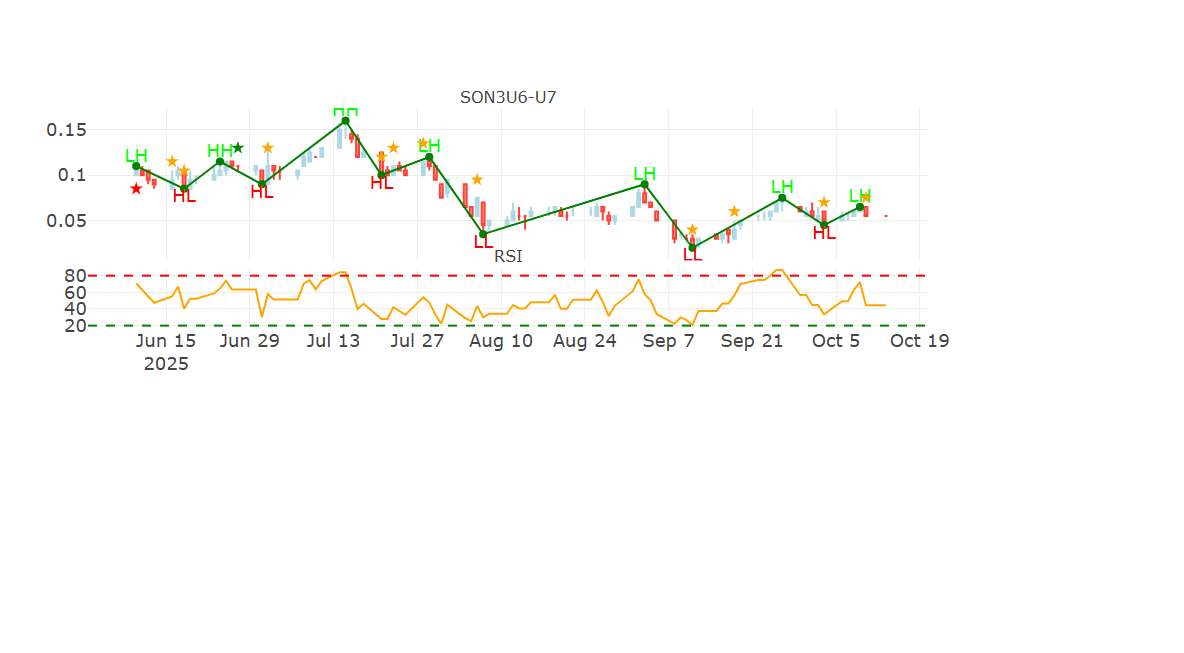 SON3U6-U7
0.15
0.1
0.05
LH
HL
HH
HL
HH
HL
LH
LL
LH
LL
LH
HL
LH
RSI
80
60
40
20
Jun 15
2025
Jun 29
Jul 13
Jul 27
Aug 10
Aug 24
Sep 7
Sep 21
Oct 5
Oct 19